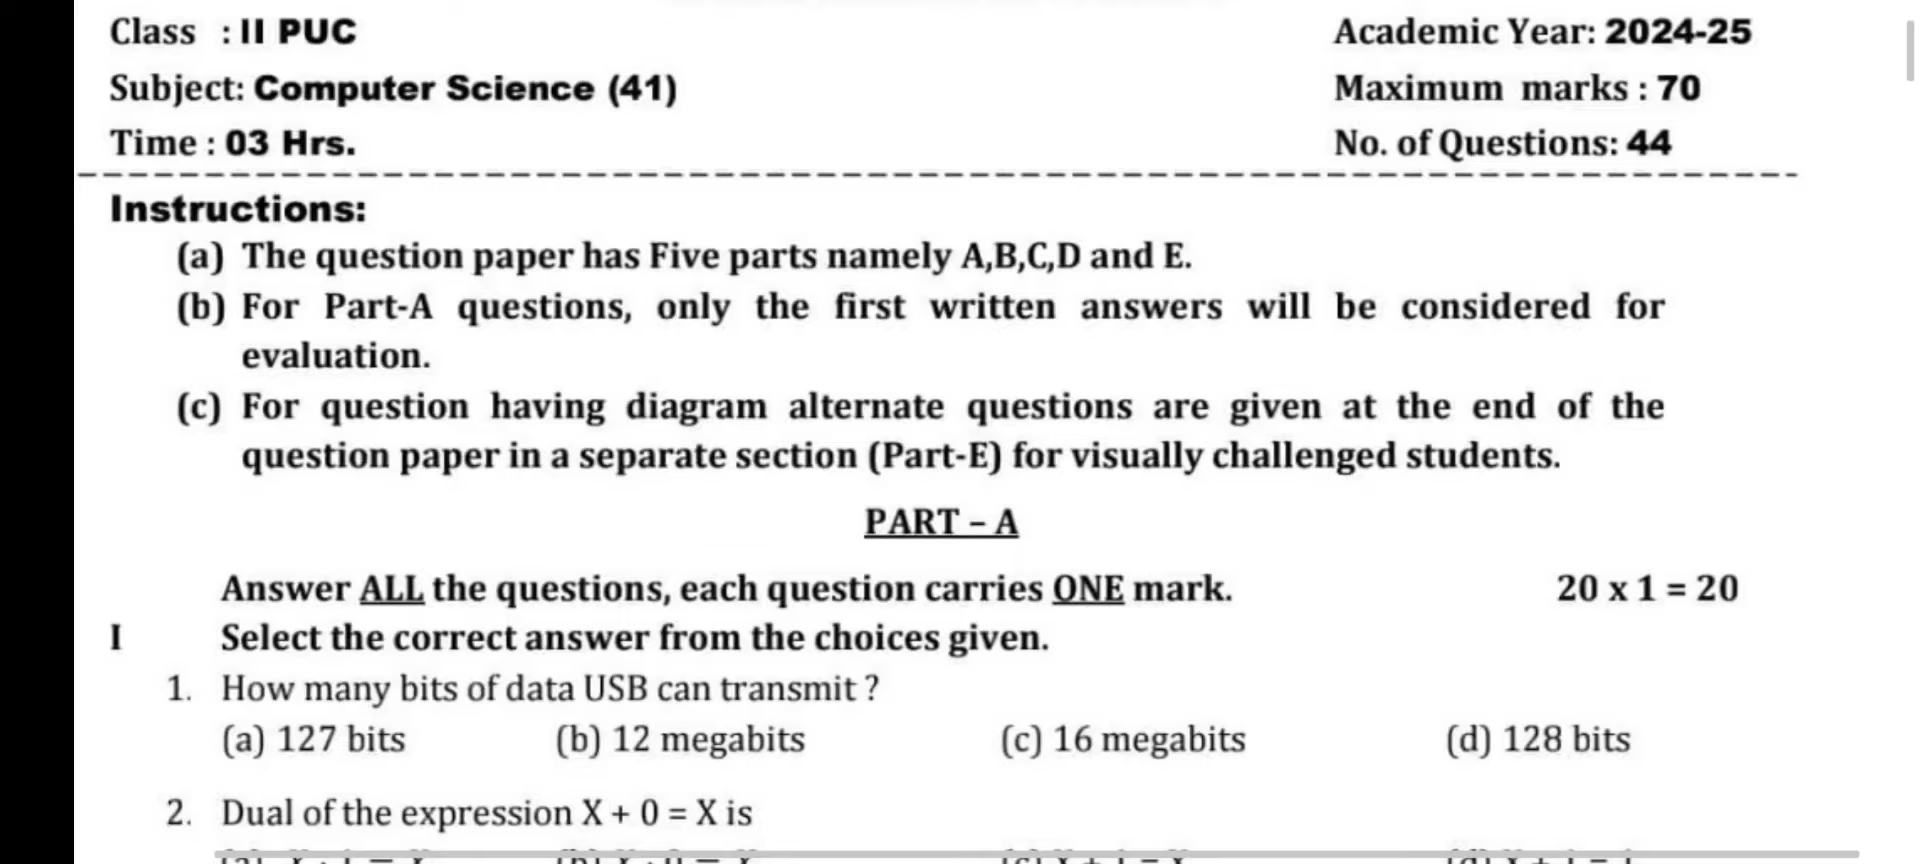 Class : II PUC Academic Year: 2024-25
Subject: Computer Science (41) Maximum marks : 70
Time : 03 Hrs. No. of Questions: 44
Instructions:
(a) The question paper has Five parts namely A,B,C,D and E.
(b) For Part-A questions, only the first written answers will be considered for
evaluation.
(c) For question having diagram alternate questions are given at the end of the
question paper in a separate section (Part-E) for visually challenged students.
PART – A
Answer ALL the questions, each question carries ONE mark. 20 x 1 = 20
I Select the correct answer from the choices given.
1. How many bits of data USB can transmit ?
(a) 127 bits (b) 12 megabits (c) 16 megabits (d) 128 bits
2. Dual of the expression X + 0 = X is